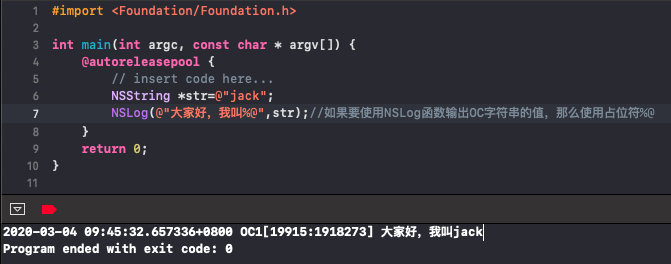 1 #import <Foundation/Foundation.h>
2
3 int main(int argc, const char * argv[]) {
4 @autoreleasepool {
5 // insert code here...
6 NSString *str=@"jack";
7 NSLog(@"大家好，我叫%@",str);//如果要使用NSLog函数输出OC字符串的值，那么使用占位符%@
8 }
9 return 0;
10 }
11
2020-03-04 09:45:32.657336+0800 OC1[19915:1918273] 大家好，我叫jack
Program ended with exit code: 0